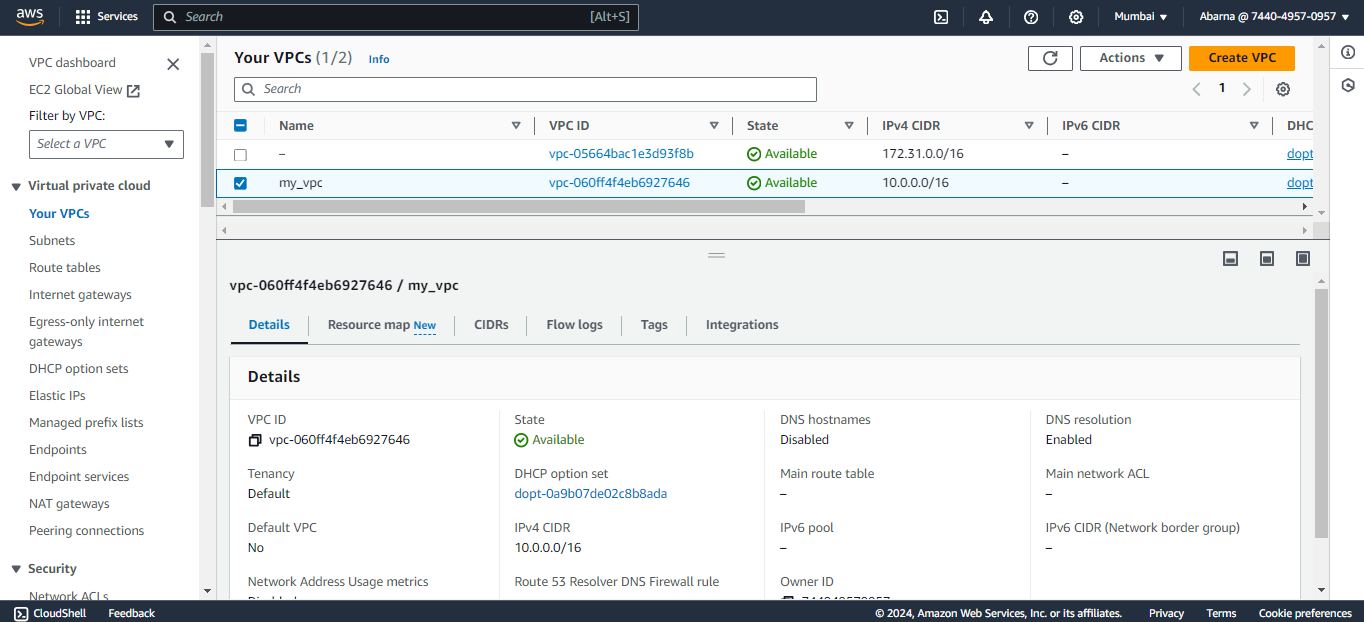 aws
Services
Search
[Alt+S]
Mumbai
Abarna @ 7440-4957-0957
VPC dashboard
EC2 Global View
Filter by VPC:
Select a VPC
Virtual private cloud
Your VPCs
Subnets
Route tables
Internet gateways
Egress-only internet
gateways
DHCP option sets
Elastic IPs
Managed prefix lists
Endpoints
Endpoint services
NAT gateways
Peering connections
Security
Network ACLs
Your VPCs (1/2) Info
Actions
Create VPC
Search
1
Name VPC ID State IPv4 CIDR IPv6 CIDR DHC
– vpc-05664bac1e3d93f8b Available 172.31.0.0/16 – dopt
my_vpc vpc-060ff4f4eb6927646 Available 10.0.0.0/16 – dopt
vpc-060ff4f4eb6927646 / my_vpc
Details Resource map New CIDRs Flow logs Tags Integrations
Details
VPC ID
vpc-060ff4f4eb6927646
State
Available
DNS hostnames
Disabled
DNS resolution
Enabled
Tenancy
Default
DHCP option set
dopt-0a9b07de02c8b8ada
Main route table
–
Main network ACL
–
Default VPC
No
IPv4 CIDR
10.0.0.0/16
IPv6 pool
–
IPv6 CIDR (Network border group)
–
Network Address Usage metrics
Route 53 Resolver DNS Firewall rule
Owner ID
CloudShell Feedback
© 2024, Amazon Web Services, Inc. or its affiliates. Privacy Terms Cookie preferences